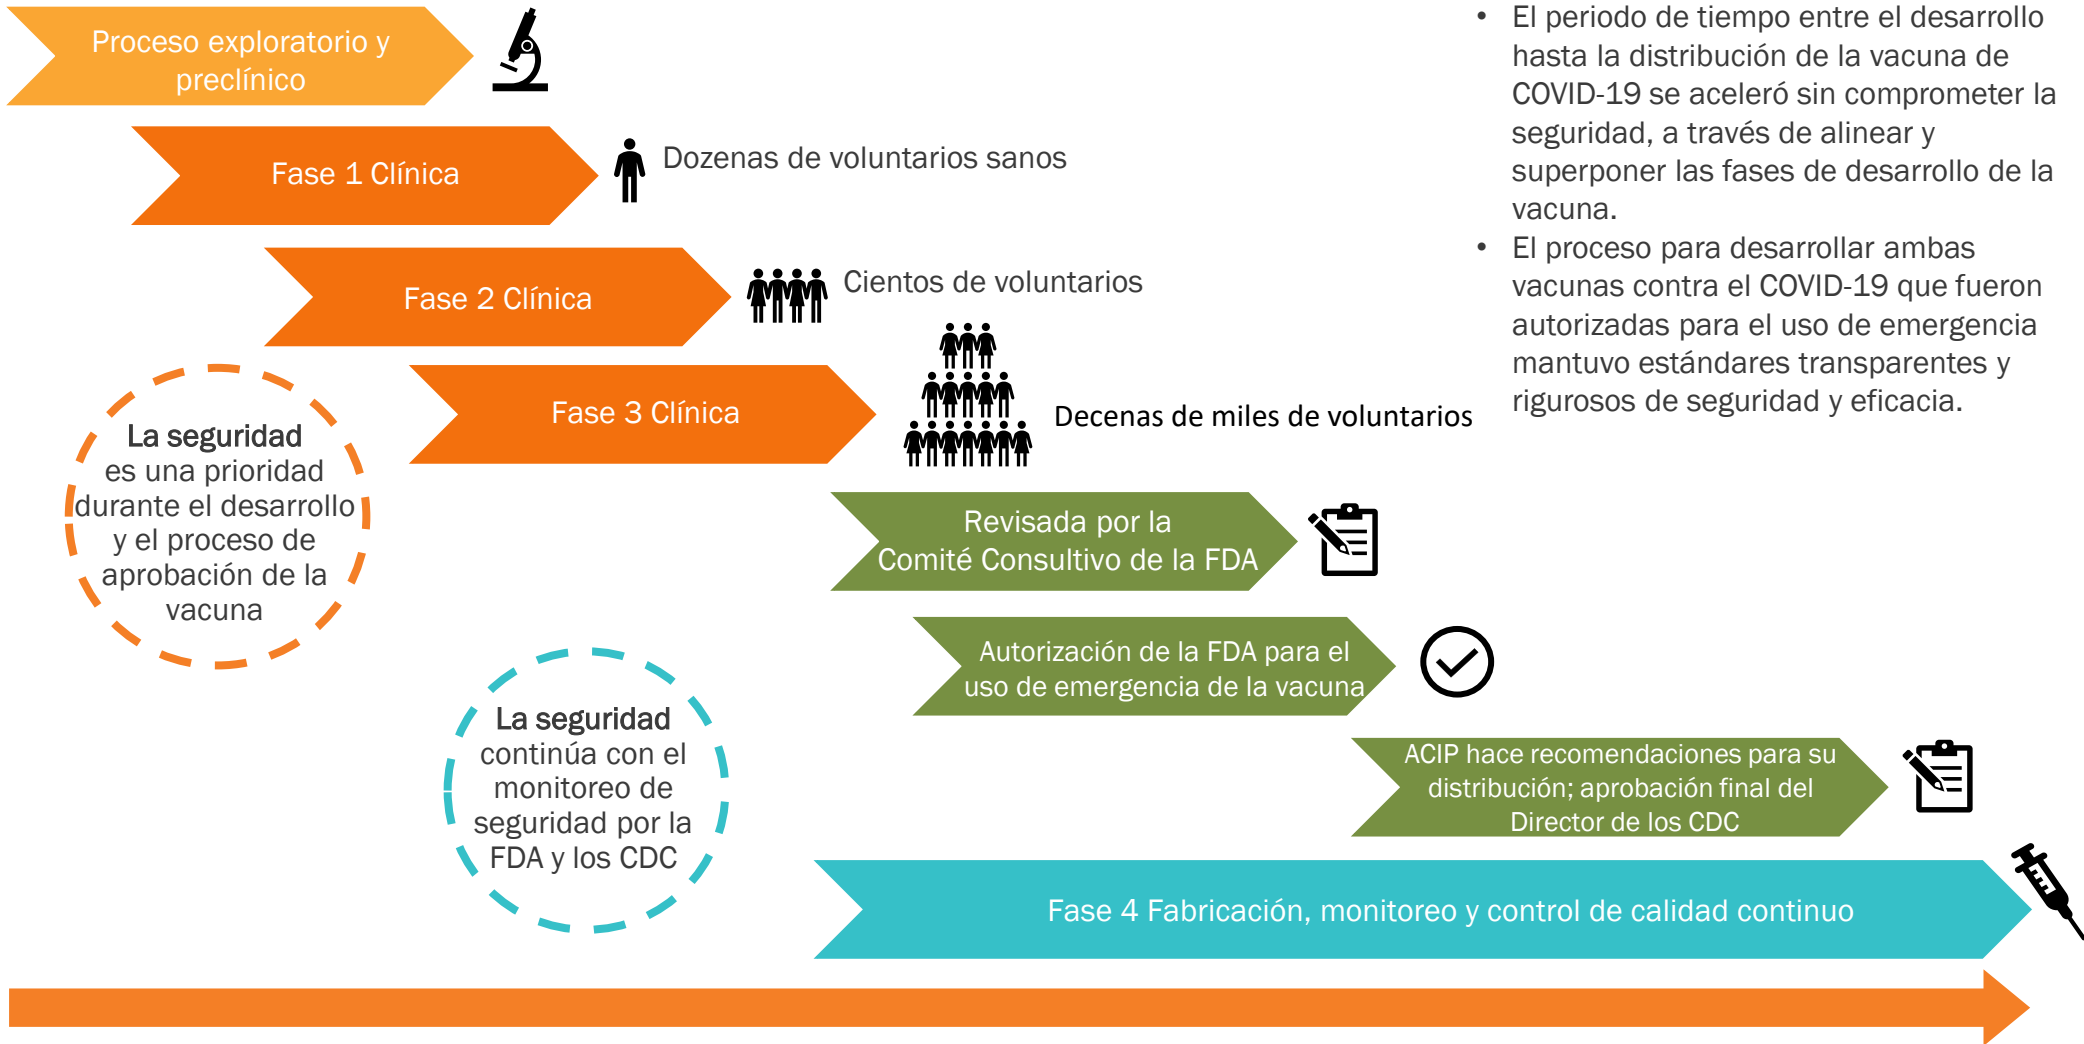 Proceso exploratorio y
preclínico
Fase 1 Clínica
Dozenas de voluntarios sanos
Fase 2 Clínica
Cientos de voluntarios
Fase 3 Clínica
Decenas de miles de voluntarios
• El periodo de tiempo entre el desarrollo
hasta la distribución de la vacuna de
COVID-19 se aceleró sin comprometer la
seguridad, a través de alinear y
superponer las fases de desarrollo de la
vacuna.
• El proceso para desarrollar ambas
vacunas contra el COVID-19 que fueron
autorizadas para el uso de emergencia
mantuvo estándares transparentes y
rigurosos de seguridad y eficacia.
La seguridad
es una prioridad
durante el desarrollo
y el proceso de
aprobación de la
vacuna
Revisada por la
Comité Consultivo de la FDA
Autorización de la FDA para el
uso de emergencia de la vacuna
La seguridad
continúa con el
monitoreo de
seguridad por la
FDA y los CDC
ACIP hace recomendaciones para su
distribución; aprobación final del
Director de los CDC
Fase 4 Fabricación, monitoreo y control de calidad continuo